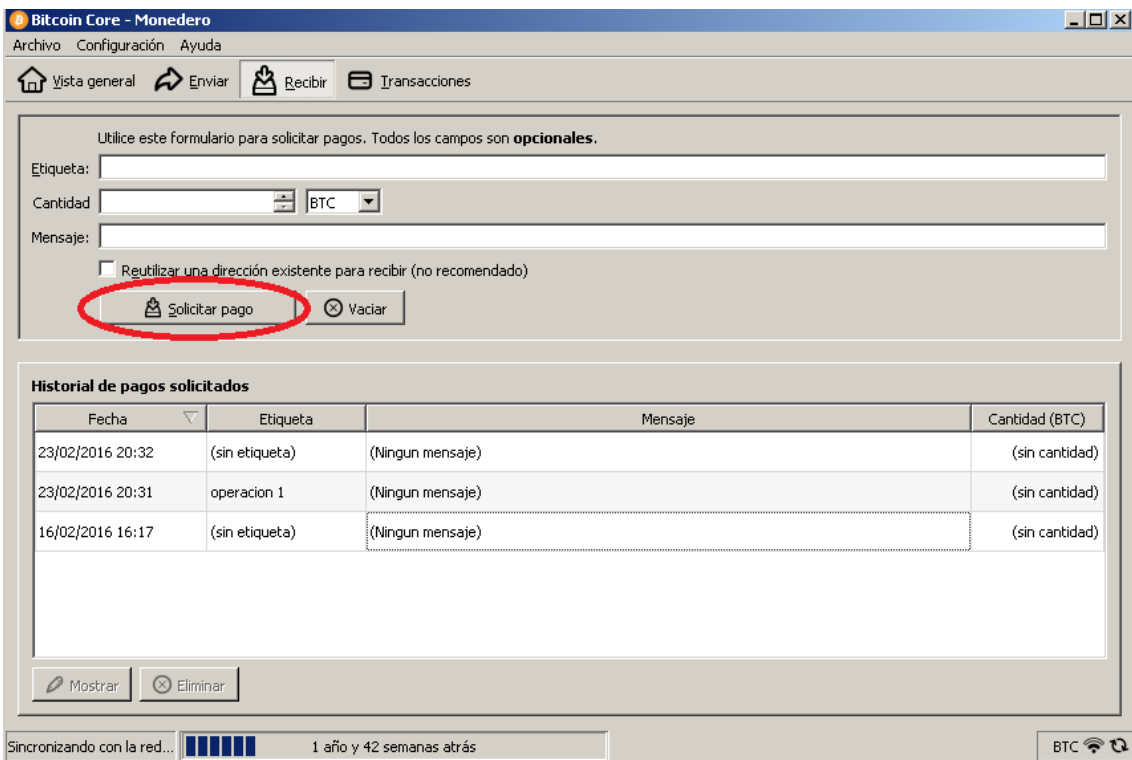 Bitcoin Core - Monedero
Archivo Configuración Ayuda
Vista general Enviar Recibir Transacciones
Utilice este formulario para solicitar pagos. Todos los campos son opcionales.
Etiqueta:
Cantidad BTC
Mensaje:
Reutilizar una dirección existente para recibir (no recomendado)
Solicitar pago Vaciar
Historial de pagos solicitados
Fecha Etiqueta Mensaje Cantidad (BTC)
23/02/2016 20:32 (sin etiqueta) (Ningun mensaje) (sin cantidad)
23/02/2016 20:31 operacion 1 (Ningun mensaje) (sin cantidad)
16/02/2016 16:17 (sin etiqueta) (Ningun mensaje) (sin cantidad)
Mostrar Eliminar
Sincronizando con la red... 1 año y 42 semanas atrás BTC